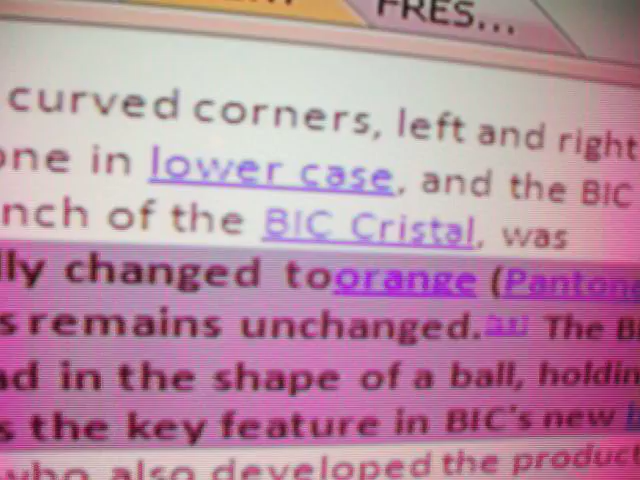 FRES...
curved corners, left and right
one in lower case, and the BIC
nch of the BIC Cristal, was
lly changed toorange (Pantone
s remains unchanged. The B
ad in the shape of a ball, holdin
s the key feature in BIC's new
who also developed the product